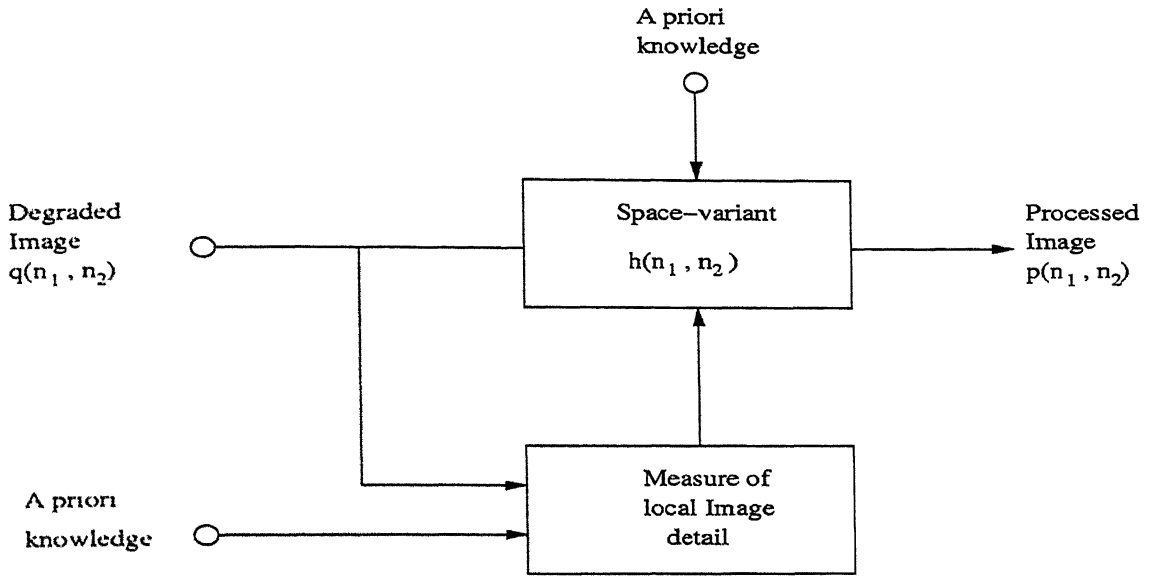 A priori
knowledge
Degraded
Image
q(n₁ , n₂)
Space–variant
h(n₁ , n₂)
Processed
Image
p(n₁ , n₂)
Measure of
local Image
detail
A priori
knowledge